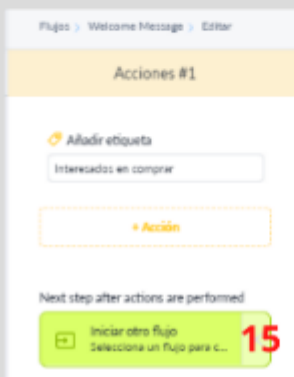 Flujos > Welcome Message > Editar
Acciones #1
Añadir etiqueta
Interesados en comprar
+ Acción
Next step after actions are performed
Iniciar otro flujo
Selecciona un flujo para c...
15